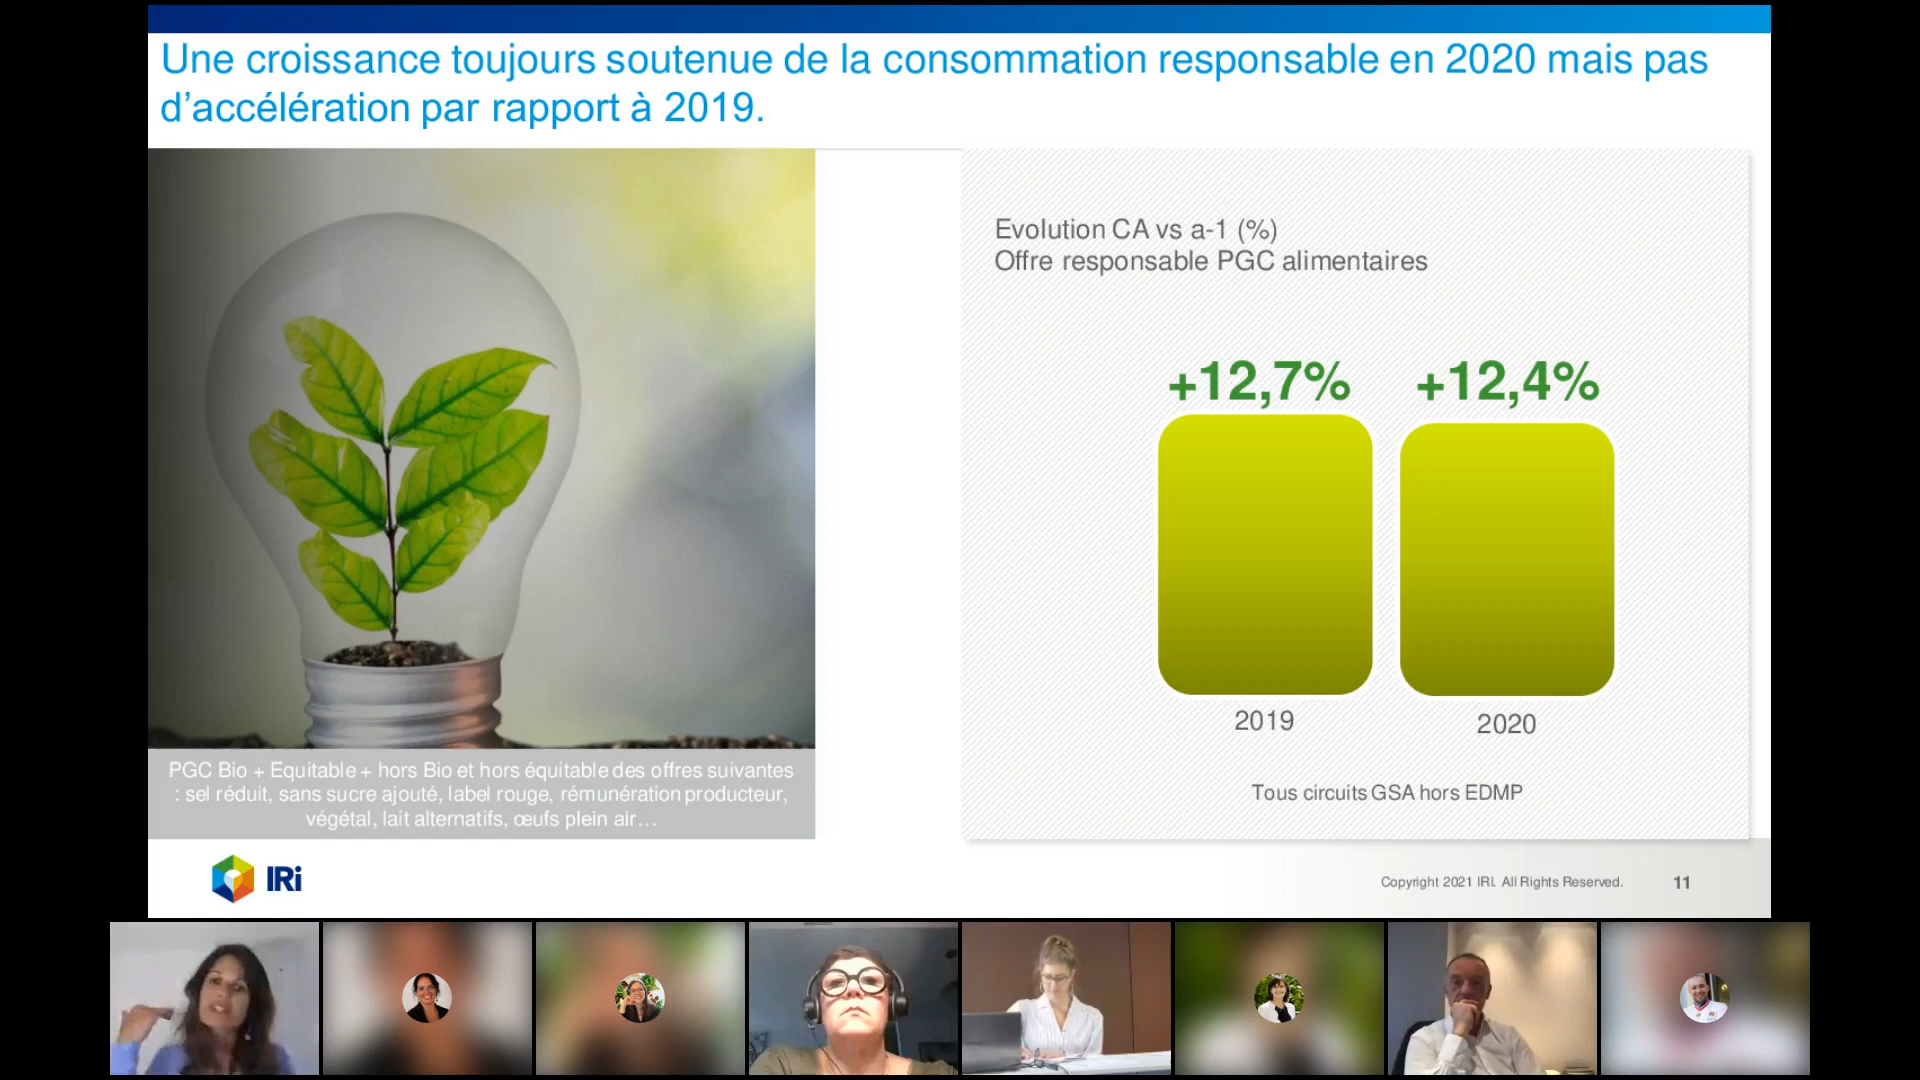 Une croissance toujours soutenue de la consommation responsable en 2020 mais pas
d’accélération par rapport à 2019.
Evolution CA vs a-1 (%)
Offre responsable PGC alimentaires
+12,7%
+12,4%
2019
2020
Tous circuits GSA hors EDMP
PGC Bio + Equitable + hors Bio et hors équitable des offres suivantes
: sel réduit, sans sucre ajouté, label rouge, rémunération producteur,
végétal, lait alternatifs, œufs plein air…
IRi
Copyright 2021 IRI. All Rights Reserved.
11